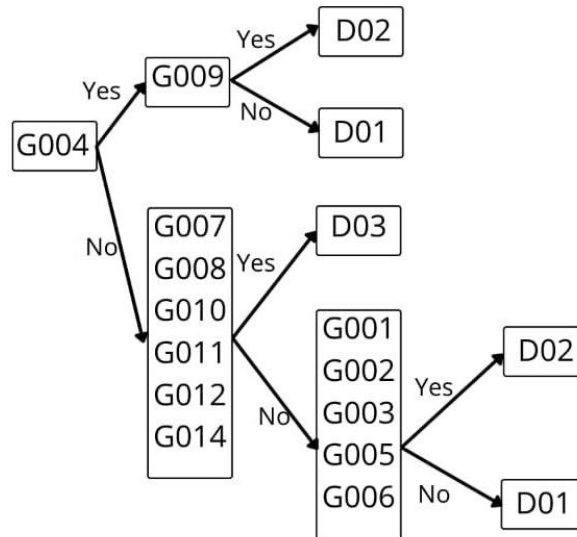 G004
Yes
No
G009
Yes
No
D02
D01
G007
G008
G010
G011
G012
G014
Yes
No
D03
G001
G002
G003
G005
G006
Yes
No
D02
D01